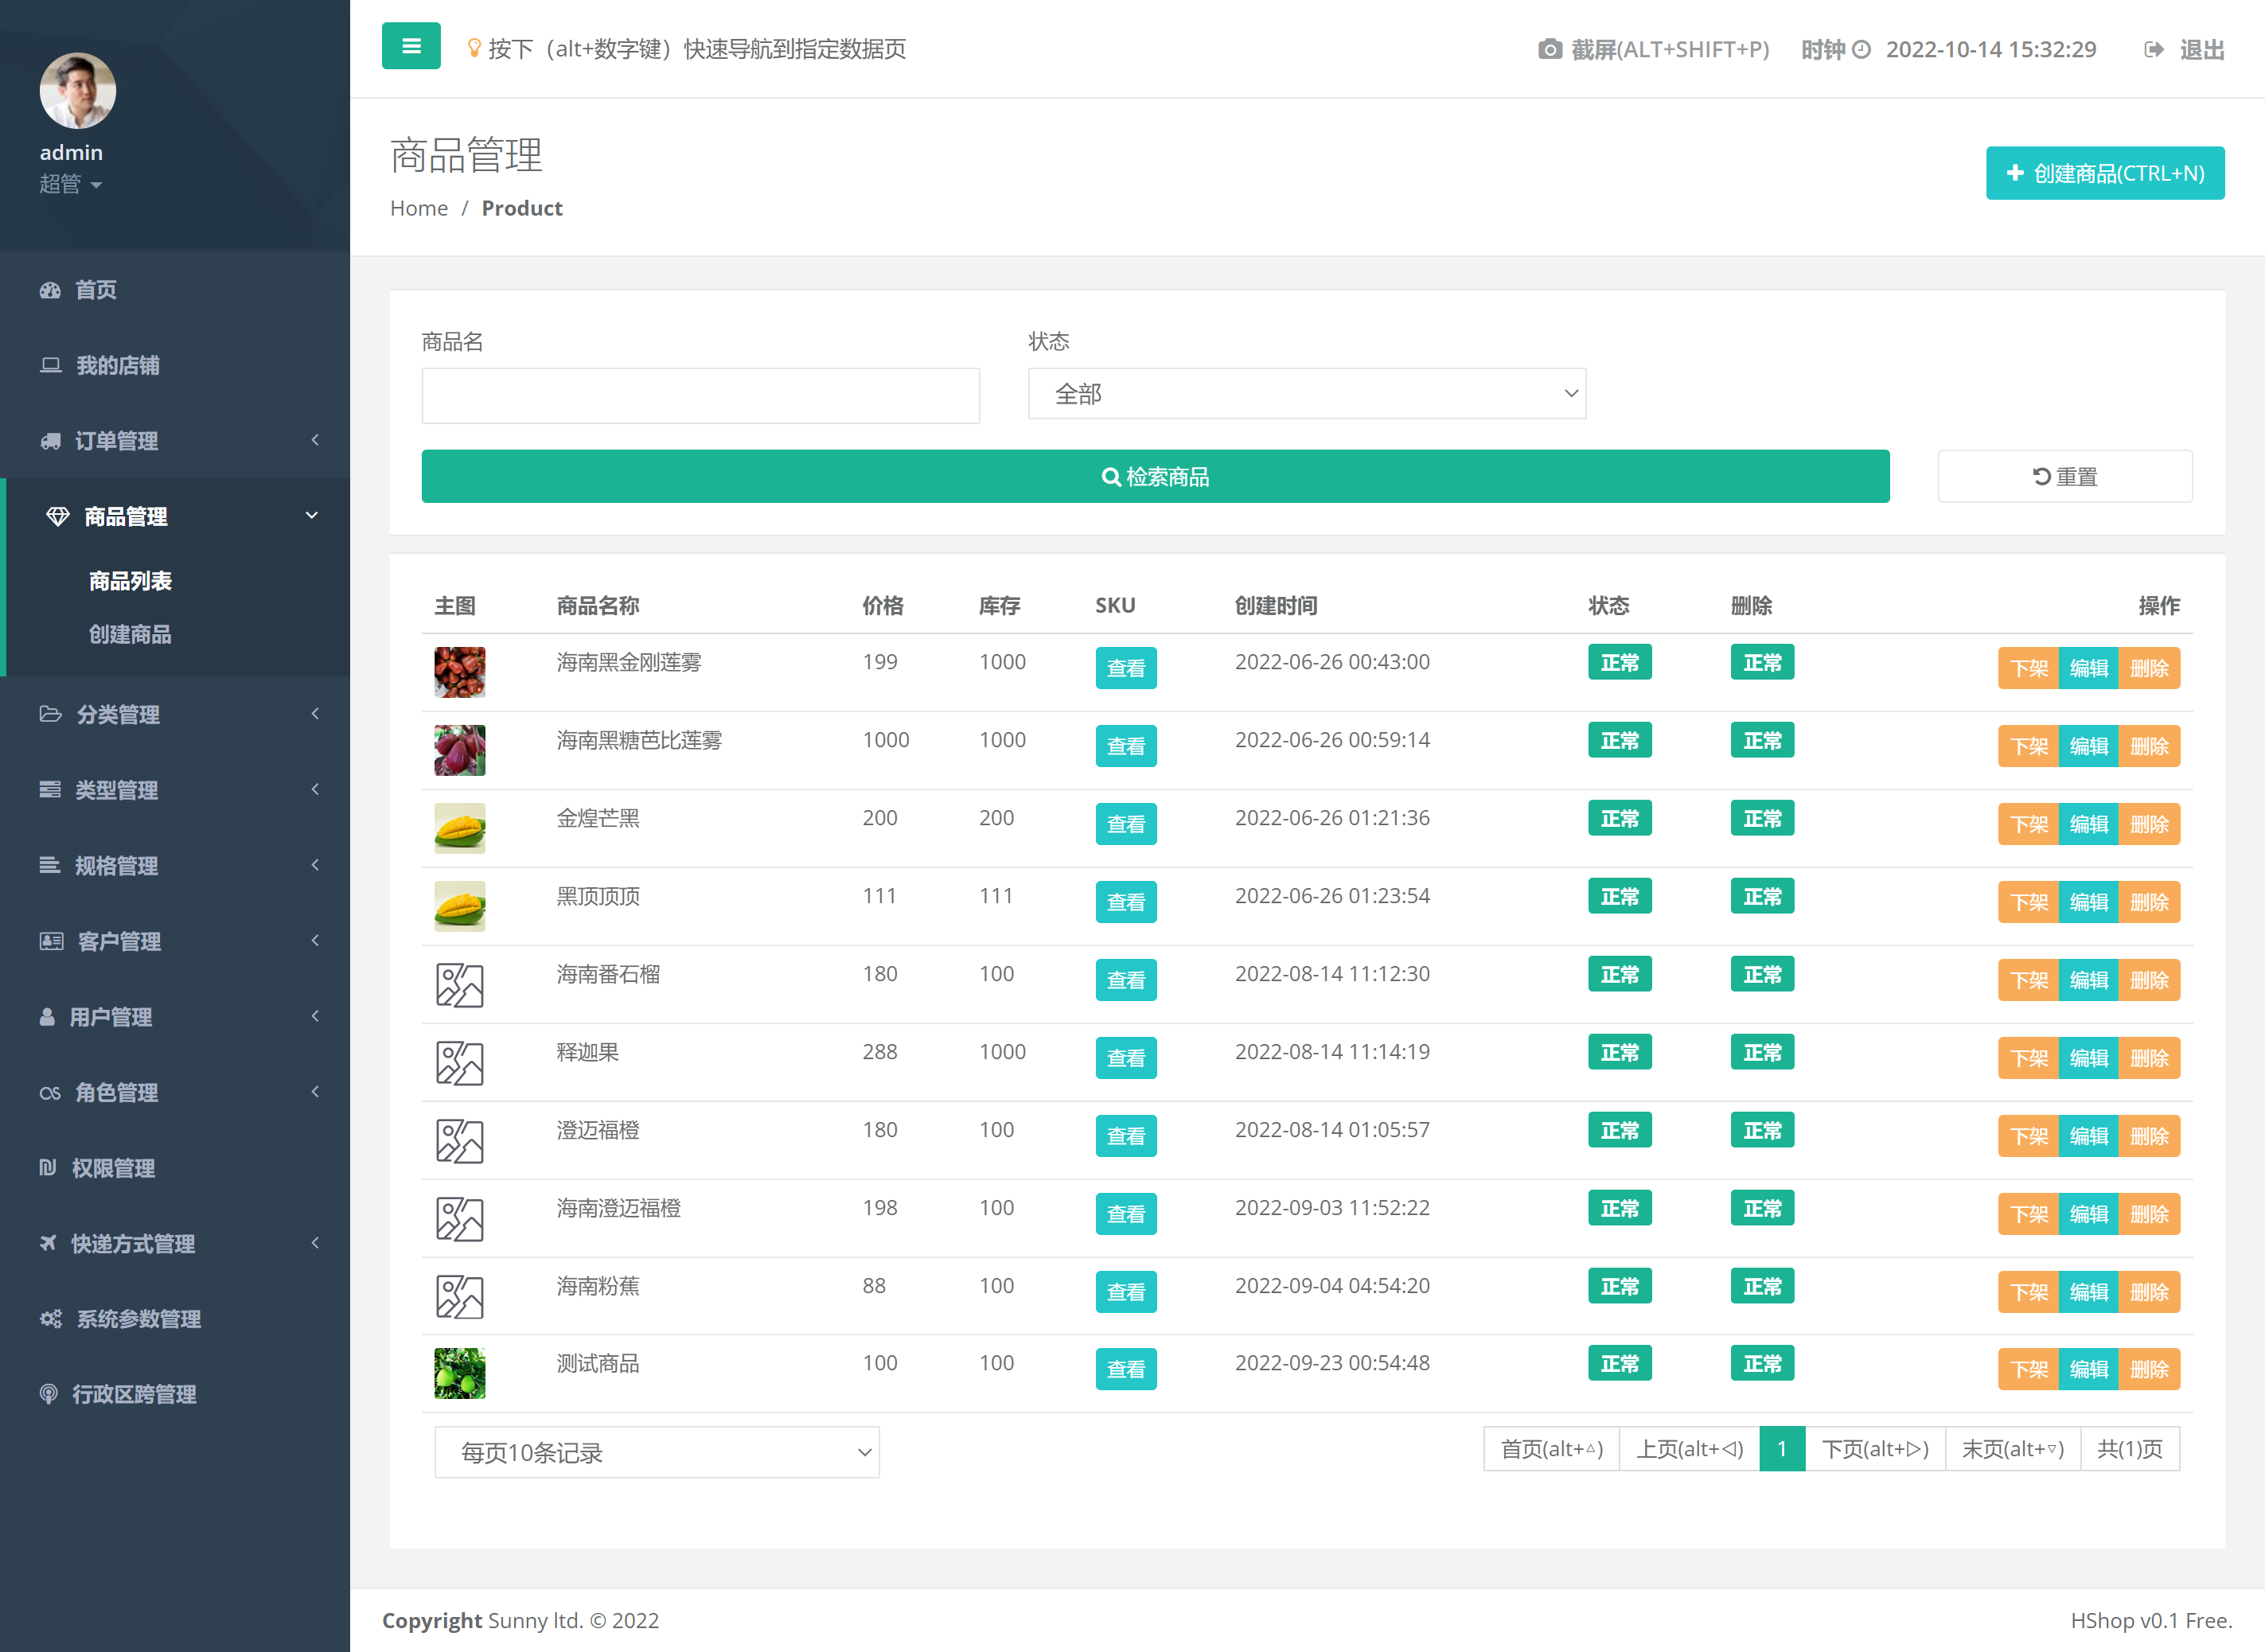 admin
超管
首页
我的店铺
订单管理
商品管理
商品列表
创建商品
分类管理
类型管理
规格管理
客户管理
用户管理
角色管理
权限管理
快递方式管理
系统参数管理
行政区跨管理
按下（alt+数字键）快速导航到指定数据页 截屏(ALT+SHIFT+P) 时钟 2022-10-14 15:32:29 退出
商品管理
Home / Product
创建商品(CTRL+N)
商品名 状态
全部
检索商品 重置
主图 商品名称 价格 库存 SKU 创建时间 状态 删除 操作
海南黑金刚莲雾 199 1000 查看 2022-06-26 00:43:00 正常 正常 下架 编辑 删除
海南黑糖芭比莲雾 1000 1000 查看 2022-06-26 00:59:14 正常 正常 下架 编辑 删除
金煌芒黑 200 200 查看 2022-06-26 01:21:36 正常 正常 下架 编辑 删除
黑顶顶顶 111 111 查看 2022-06-26 01:23:54 正常 正常 下架 编辑 删除
海南番石榴 180 100 查看 2022-08-14 11:12:30 正常 正常 下架 编辑 删除
释迦果 288 1000 查看 2022-08-14 11:14:19 正常 正常 下架 编辑 删除
澄迈福橙 180 100 查看 2022-08-14 01:05:57 正常 正常 下架 编辑 删除
海南澄迈福橙 198 100 查看 2022-09-03 11:52:22 正常 正常 下架 编辑 删除
海南粉蕉 88 100 查看 2022-09-04 04:54:20 正常 正常 下架 编辑 删除
测试商品 100 100 查看 2022-09-23 00:54:48 正常 正常 下架 编辑 删除
每页10条记录 首页(alt+▵) 上页(alt+◁) 1 下页(alt+▷) 末页(alt+▿) 共(1)页
Copyright Sunny ltd. © 2022 HShop v0.1 Free.